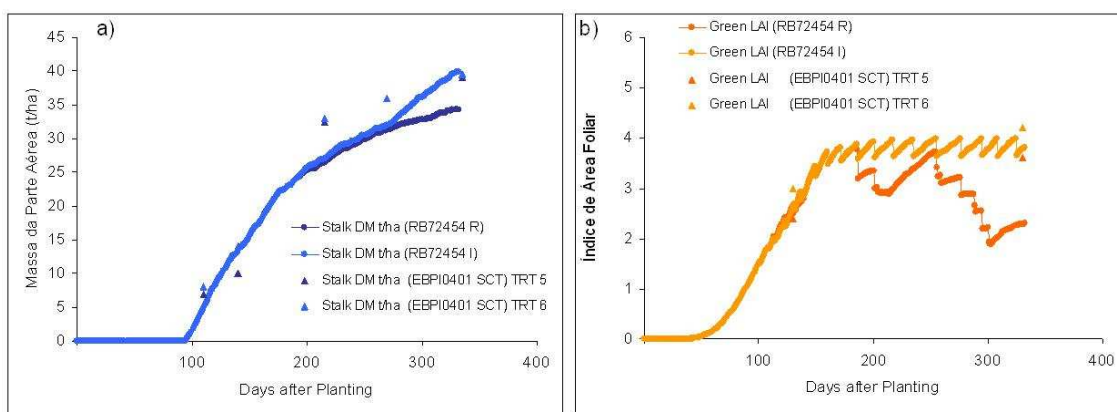 a)
Massa da Parte Aérea (t/ha)
45
40
35
30
25
20
15
10
5
0
100
200
300
400
Days after Planting
Stalk DM t/ha (RB72454 R)
Stalk DM t/ha (RB72454 I)
Stalk DM t/ha (EBPI0401 SCT) TRT 5
Stalk DM t/ha (EBPI0401 SCT) TRT 6
b)
Índice de Área Foliar
6
5
4
3
2
1
0
100
200
300
400
Days after Planting
Green LAI (RB72454 R)
Green LAI (RB72454 I)
Green LAI (EBPI0401 SCT) TRT 5
Green LAI (EBPI0401 SCT) TRT 6